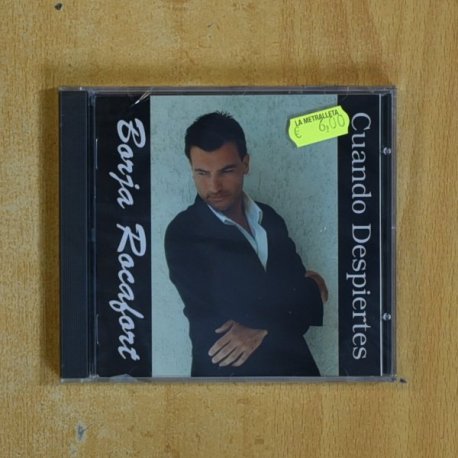 Borja Rocafort
LA METRALLETA
€ 6,00
Cuando Despiertes